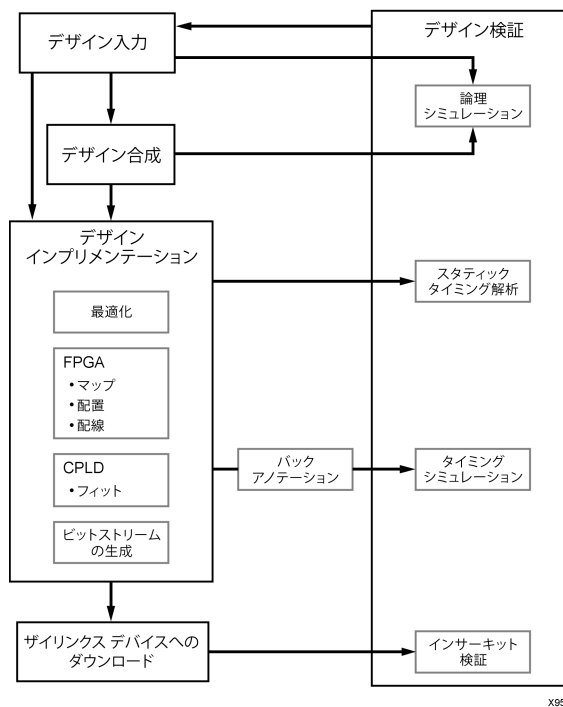 デザイン入力
デザイン検証
論理
シミュレーション
デザイン合成
デザイン
インプリメンテーション
スタティック
タイミング解析
最適化
FPGA
•マップ
•配置
•配線
CPLD
•フィット
バック
アノテーション
タイミング
シミュレーション
ビットストリーム
の生成
ザイリンクス デバイスへの
ダウンロード
インサーキット
検証
X95